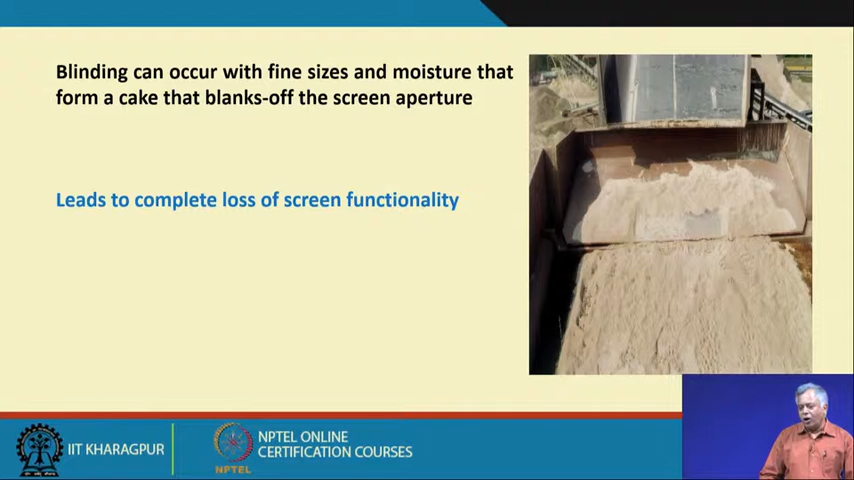 Blinding can occur with fine sizes and moisture that
form a cake that blanks-off the screen aperture
Leads to complete loss of screen functionality
IIT KHARAGPUR
NPTEL
NPTEL ONLINE
CERTIFICATION COURSES